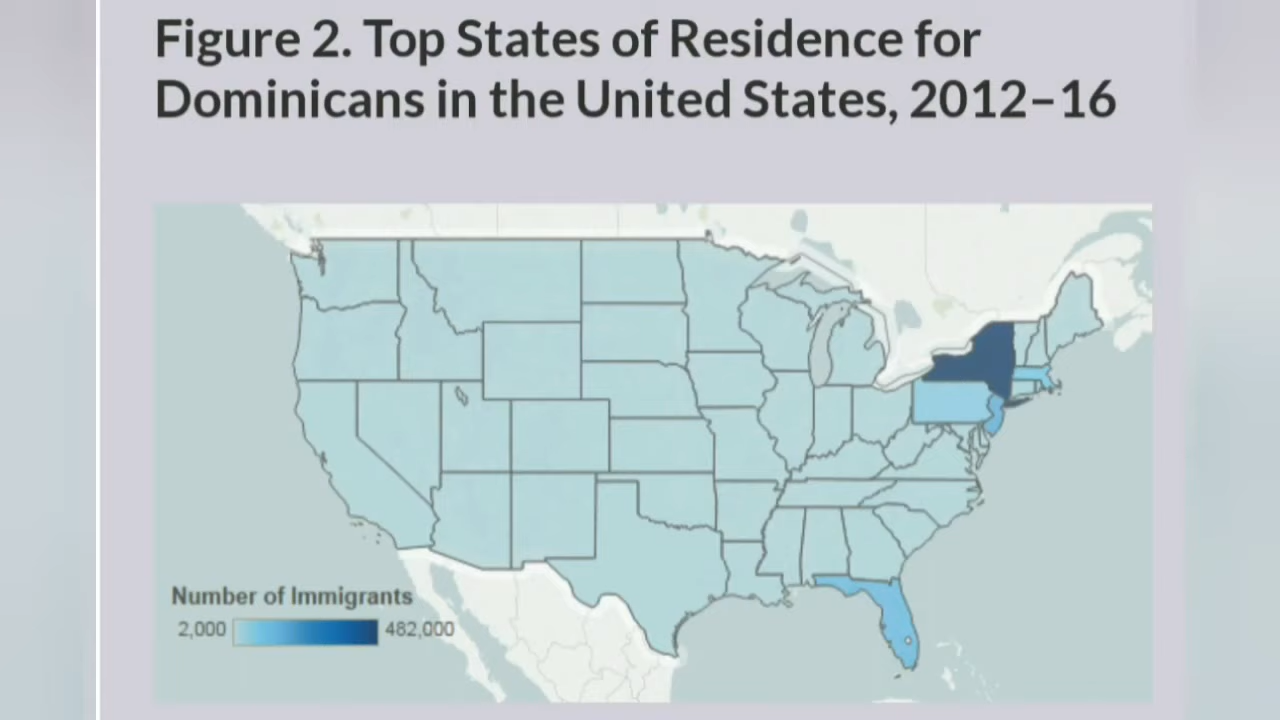 Figure 2. Top States of Residence for
Dominicans in the United States, 2012–16
Number of Immigrants
2,000 482,000